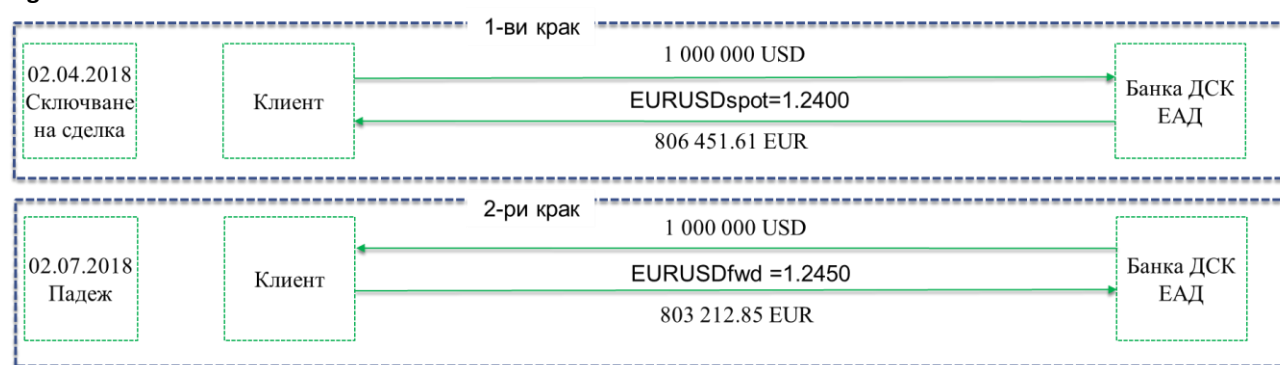 1-ви крак
02.04.2018
Сключване
на сделка
Клиент
1 000 000 USD
EURUSDspot=1.2400
806 451.61 EUR
Банка ДСК
ЕАД
2-ри крак
02.07.2018
Падеж
Клиент
1 000 000 USD
EURUSDfwd =1.2450
803 212.85 EUR
Банка ДСК
ЕАД